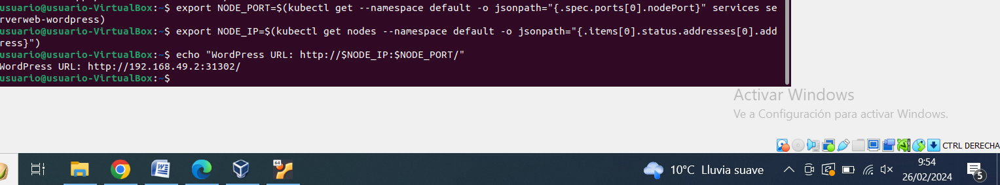 usuario@usuario-VirtualBox:~$ export NODE_PORT=$(kubectl get --namespace default -o jsonpath="{.spec.ports[0].nodePort}" services se
rverweb-wordpress)
usuario@usuario-VirtualBox:~$ export NODE_IP=$(kubectl get nodes --namespace default -o jsonpath="{.items[0].status.addresses[0].add
ress}")
usuario@usuario-VirtualBox:~$ echo "WordPress URL: http://$NODE_IP:$NODE_PORT/"
WordPress URL: http://192.168.49.2:31302/
usuario@usuario-VirtualBox:~$
Activar Windows
Ve a Configuración para activar Windows.
CTRL DERECHA
64
10°C Lluvia suave
9:54
26/02/2024
5